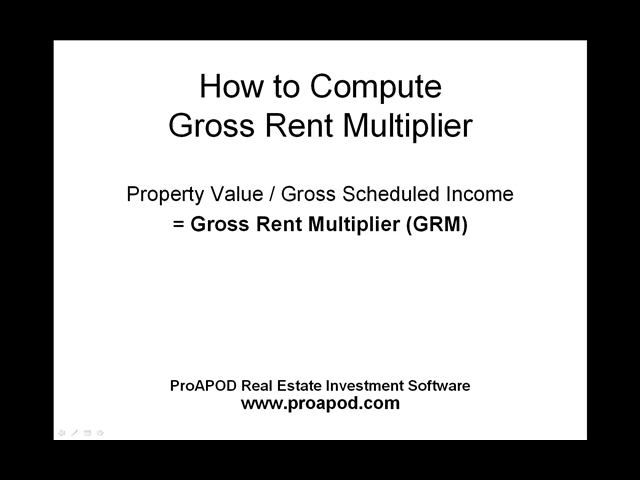 How to Compute
Gross Rent Multiplier
Property Value / Gross Scheduled Income
= Gross Rent Multiplier (GRM)
ProAPOD Real Estate Investment Software
www.proapod.com